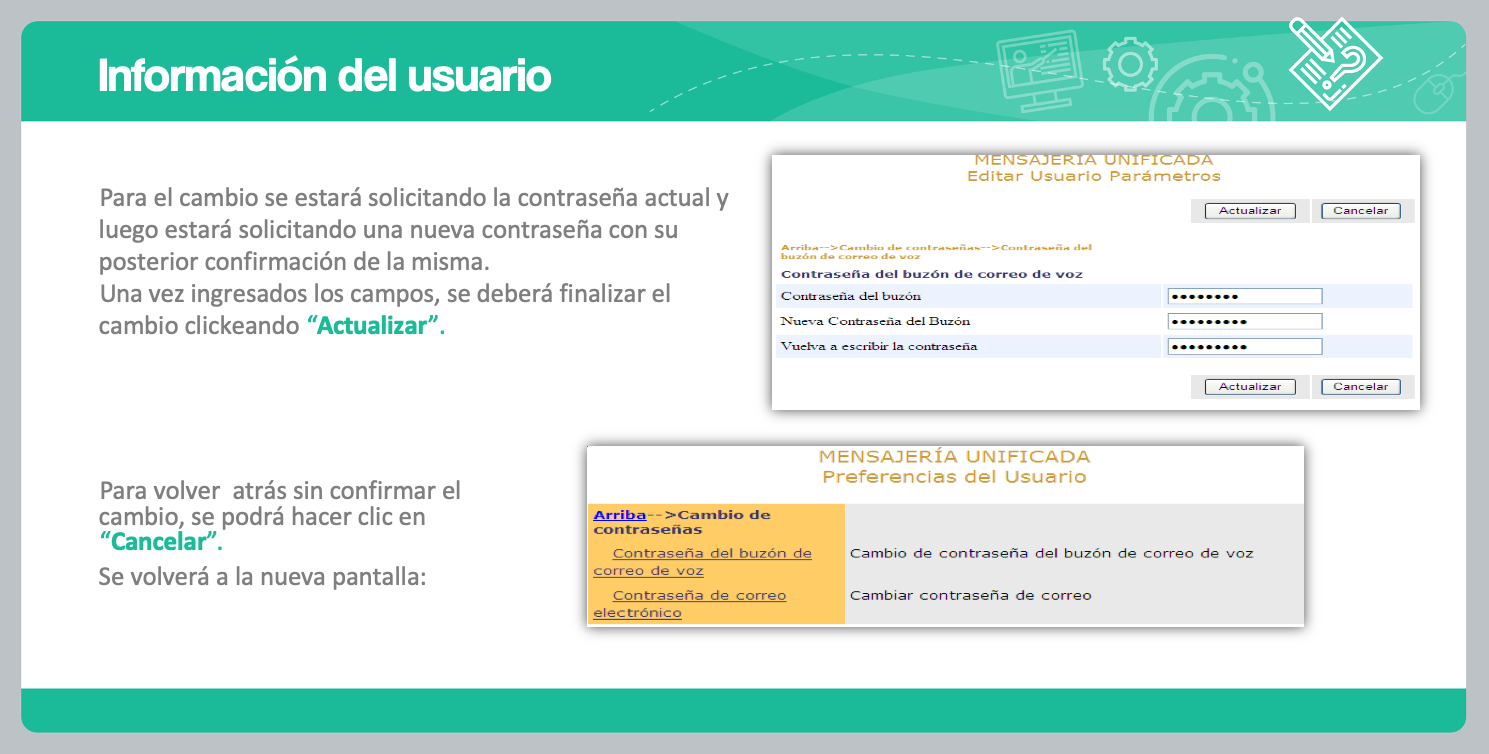 Información del usuario
Para el cambio se estará solicitando la contraseña actual y
luego estará solicitando una nueva contraseña con su
posterior confirmación de la misma.
Una vez ingresados los campos, se deberá finalizar el
cambio clickeando “Actualizar”.
MENSAJERÍA UNIFICADA
Editar Usuario Parámetros
Actualizar Cancelar
Arriba-->Cambio de contraseñas-->Contraseña del
buzón de correo de voz
Contraseña del buzón de correo de voz
Contraseña del buzón ••••••••
Nueva Contraseña del Buzón •••••••••
Vuelva a escribir la contraseña •••••••••
Actualizar Cancelar
Para volver  atrás sin confirmar el
cambio, se podrá hacer clic en
“Cancelar”.
Se volverá a la nueva pantalla:
MENSAJERÍA UNIFICADA
Preferencias del Usuario
Arriba-->Cambio de
contraseñas
Contraseña del buzón de
correo de voz
Cambio de contraseña del buzón de correo de voz
Contraseña de correo
electrónico
Cambiar contraseña de correo